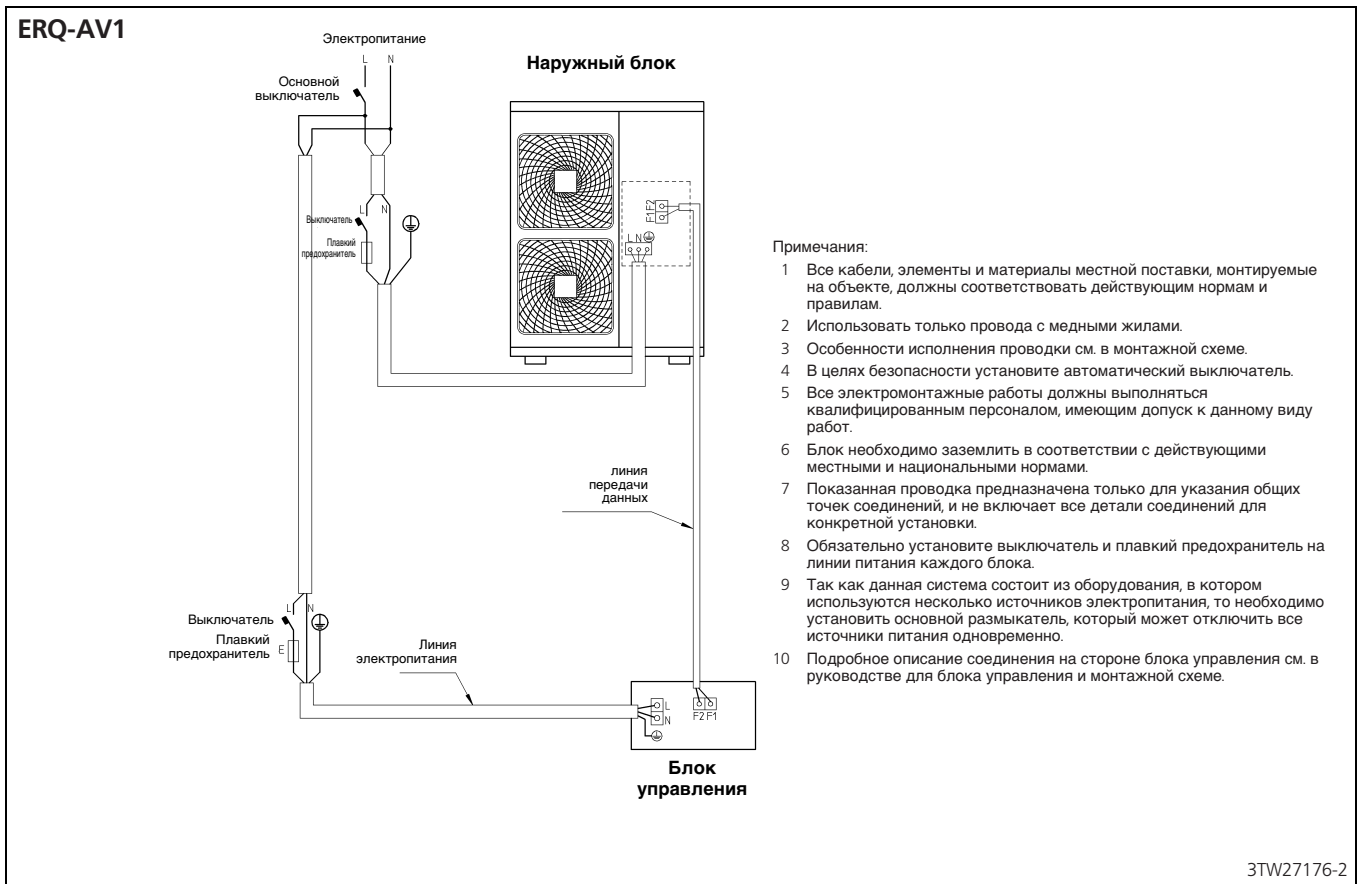 ERQ-AV1
Электропитание
L N
Основной
выключатель
Наружный блок
L N
Выключатель
Плавкий
предохранитель
F1 F2
L N
линия
передачи
данных
L N
Выключатель
Плавкий
предохранитель
E
Линия
электропитания
L
N
F2 F1
Блок
управления
Примечания:
1 Все кабели, элементы и материалы местной поставки, монтируемые
на объекте, должны соответствовать действующим нормам и
правилам.
2 Использовать только провода с медными жилами.
3 Особенности исполнения проводки см. в монтажной схеме.
4 В целях безопасности установите автоматический выключатель.
5 Все электромонтажные работы должны выполняться
квалифицированным персоналом, имеющим допуск к данному виду
работ.
6 Блок необходимо заземлить в соответствии с действующими
местными и национальными нормами.
7 Показанная проводка предназначена только для указания общих
точек соединений, и не включает все детали соединений для
конкретной установки.
8 Обязательно установите выключатель и плавкий предохранитель на
линии питания каждого блока.
9 Так как данная система состоит из оборудования, в котором
используются несколько источников электропитания, то необходимо
установить основной размыкатель, который может отключить все
источники питания одновременно.
10 Подробное описание соединения на стороне блока управления см. в
руководстве для блока управления и монтажной схеме.
3TW27176-2